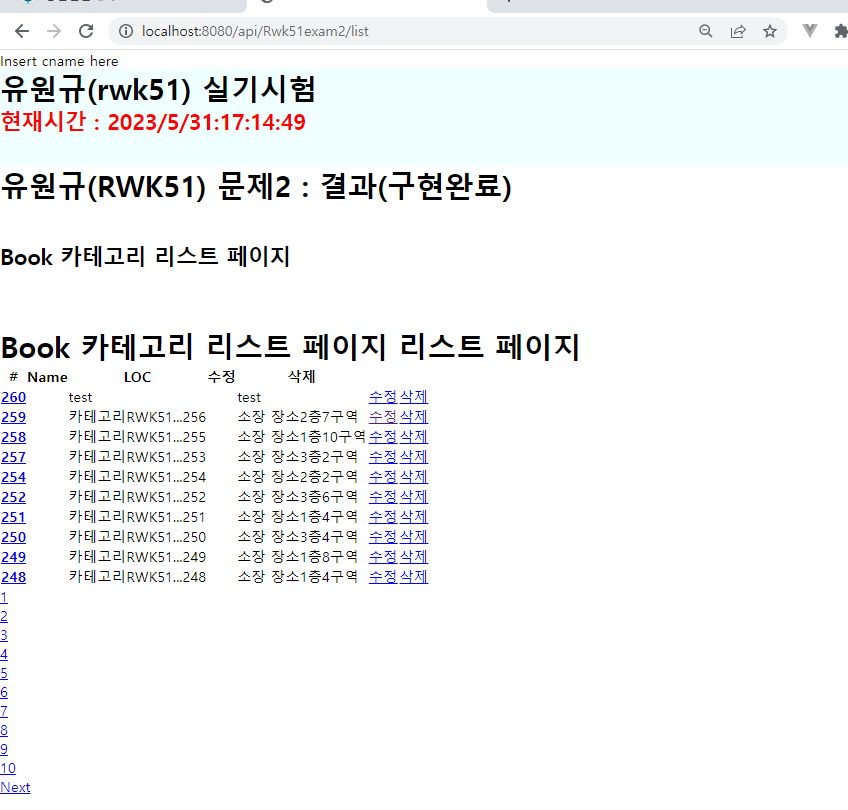 localhost:8080/api/Rwk51exam2/list
Insert cname here
유원규(rwk51) 실기시험
현재시간 : 2023/5/31:17:14:49
유원규(RWK51) 문제2 : 결과(구현완료)
Book 카테고리 리스트 페이지
Book 카테고리 리스트 페이지 리스트 페이지
# Name LOC 수정 삭제
260 test test 수정 삭제
259 카테고리RWK51...256 소장 장소2층7구역 수정 삭제
258 카테고리RWK51...255 소장 장소1층10구역 수정 삭제
257 카테고리RWK51...253 소장 장소3층2구역 수정 삭제
254 카테고리RWK51...254 소장 장소2층2구역 수정 삭제
252 카테고리RWK51...252 소장 장소3층6구역 수정 삭제
251 카테고리RWK51...251 소장 장소1층4구역 수정 삭제
250 카테고리RWK51...250 소장 장소3층4구역 수정 삭제
249 카테고리RWK51...249 소장 장소1층8구역 수정 삭제
248 카테고리RWK51...248 소장 장소1층4구역 수정 삭제
1
2
3
4
5
6
7
8
9
10
Next